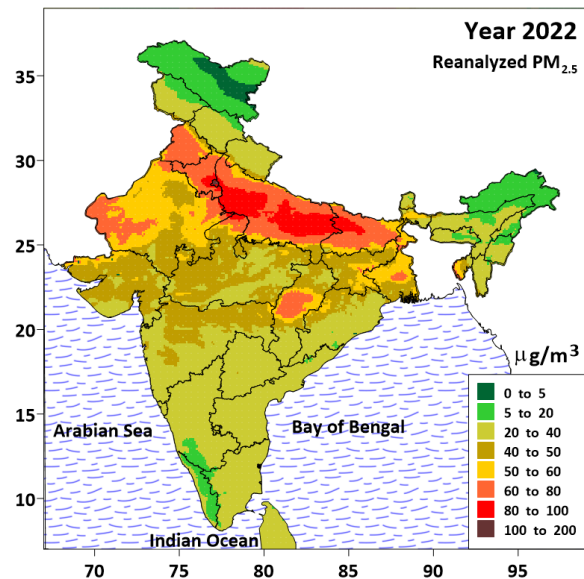 Year 2022
Reanalyzed PM2.5
35
30
25
20
15
10
Arabian Sea
Bay of Bengal
Indian Ocean
μg/m³
0 to 5
5 to 20
20 to 40
40 to 50
50 to 60
60 to 80
80 to 100
100 to 200
70 75 80 85 90 95